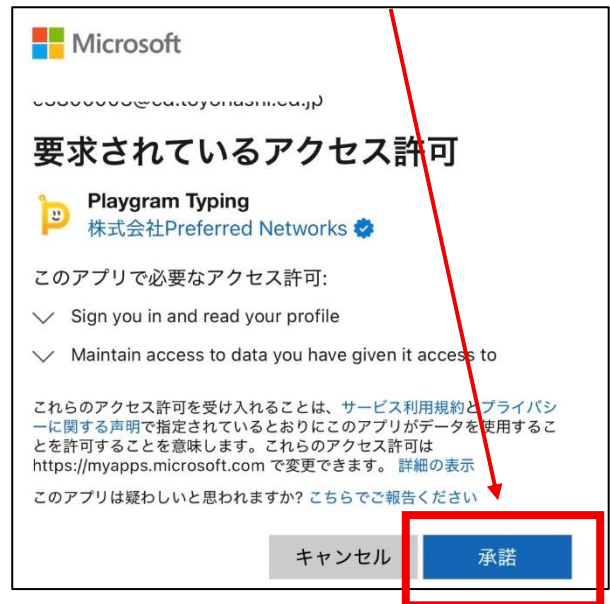 Microsoft
要求されているアクセス許可
Playgram Typing
株式会社Preferred Networks
このアプリで必要なアクセス許可:
Sign you in and read your profile
Maintain access to data you have given it access to
これらのアクセス許可を受け入れることは、サービス利用規約とプライバシ
ーに関する声明で指定されているとおりにこのアプリがデータを使用するこ
とを許可することを意味します。これらのアクセス許可は
https://myapps.microsoft.com で変更できます。 詳細の表示
このアプリは疑わしいと思われますか? こちらでご報告ください
キャンセル
承諾